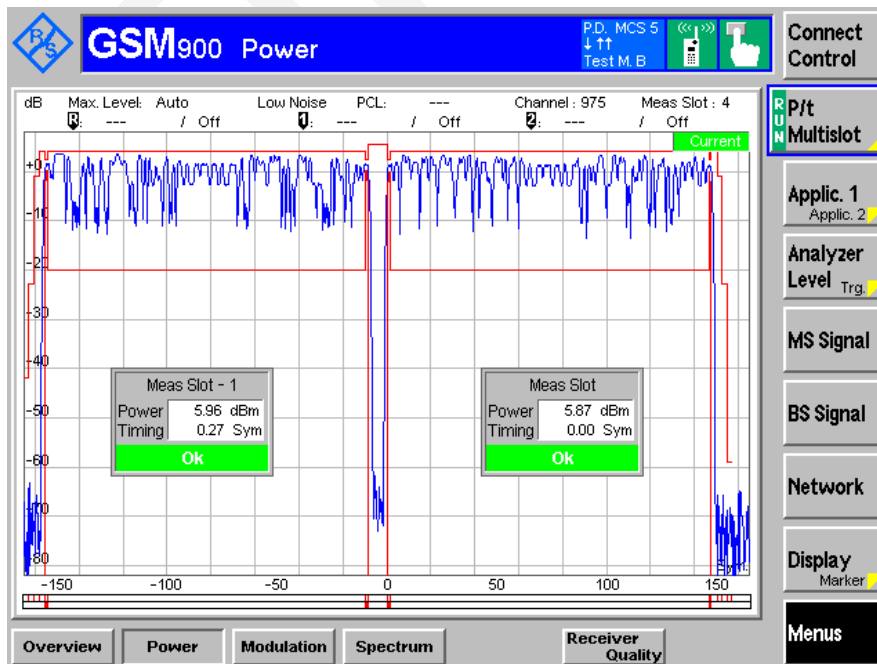 R/S
GSM900 Power
P.D. MCS 5
↓ ↑↑
Test M. B
Connect Control
dB Max. Level: Auto Low Noise PCL: --- Channel : 975 Meas Slot : 4
R: --- / Off 1: --- / Off 2: --- / Off
Current
RUN
P/t Multislot
Applic. 1
Applic. 2
Analyzer Level Trg.
MS Signal
BS Signal
Network
Display
Marker
Menus
+0
-10
-20
-30
-40
-50
-60
-70
-80
Meas Slot - 1
Power 5.96 dBm
Timing 0.27 Sym
Ok
Meas Slot
Power 5.87 dBm
Timing 0.00 Sym
Ok
-150 -100 -50 0 50 100 150
Overview Power Modulation Spectrum Receiver Quality